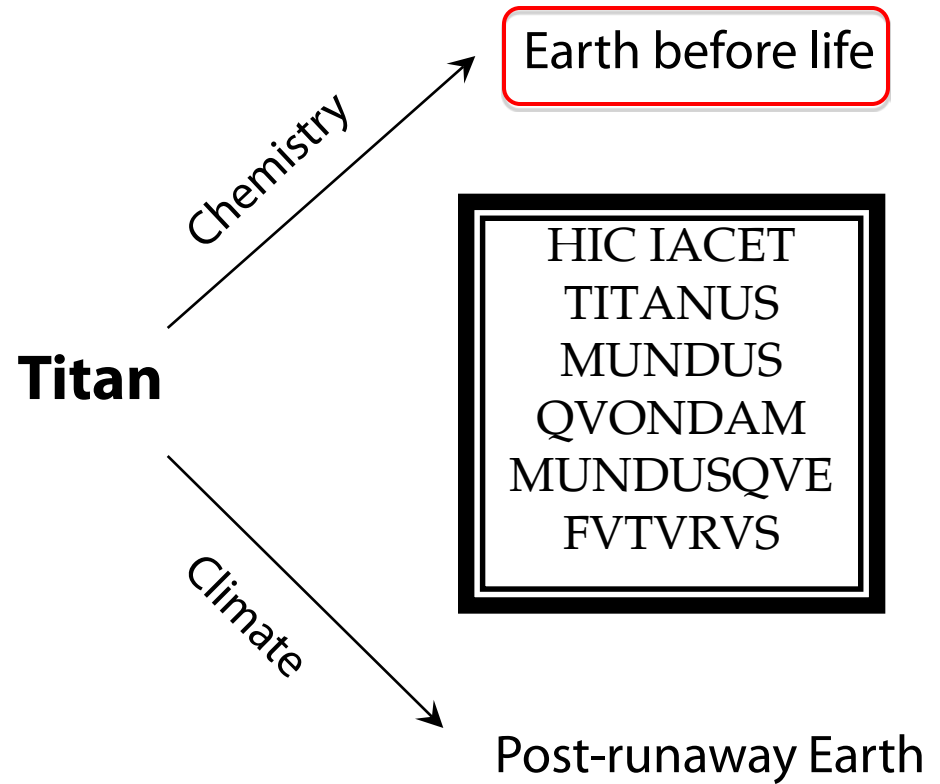 Earth before life
Chemistry
HIC IACET
TITANUS
MUNDUS
QVONDAM
MUNDUSQVE
FVTVRVS
Titan
Climate
Post-runaway Earth